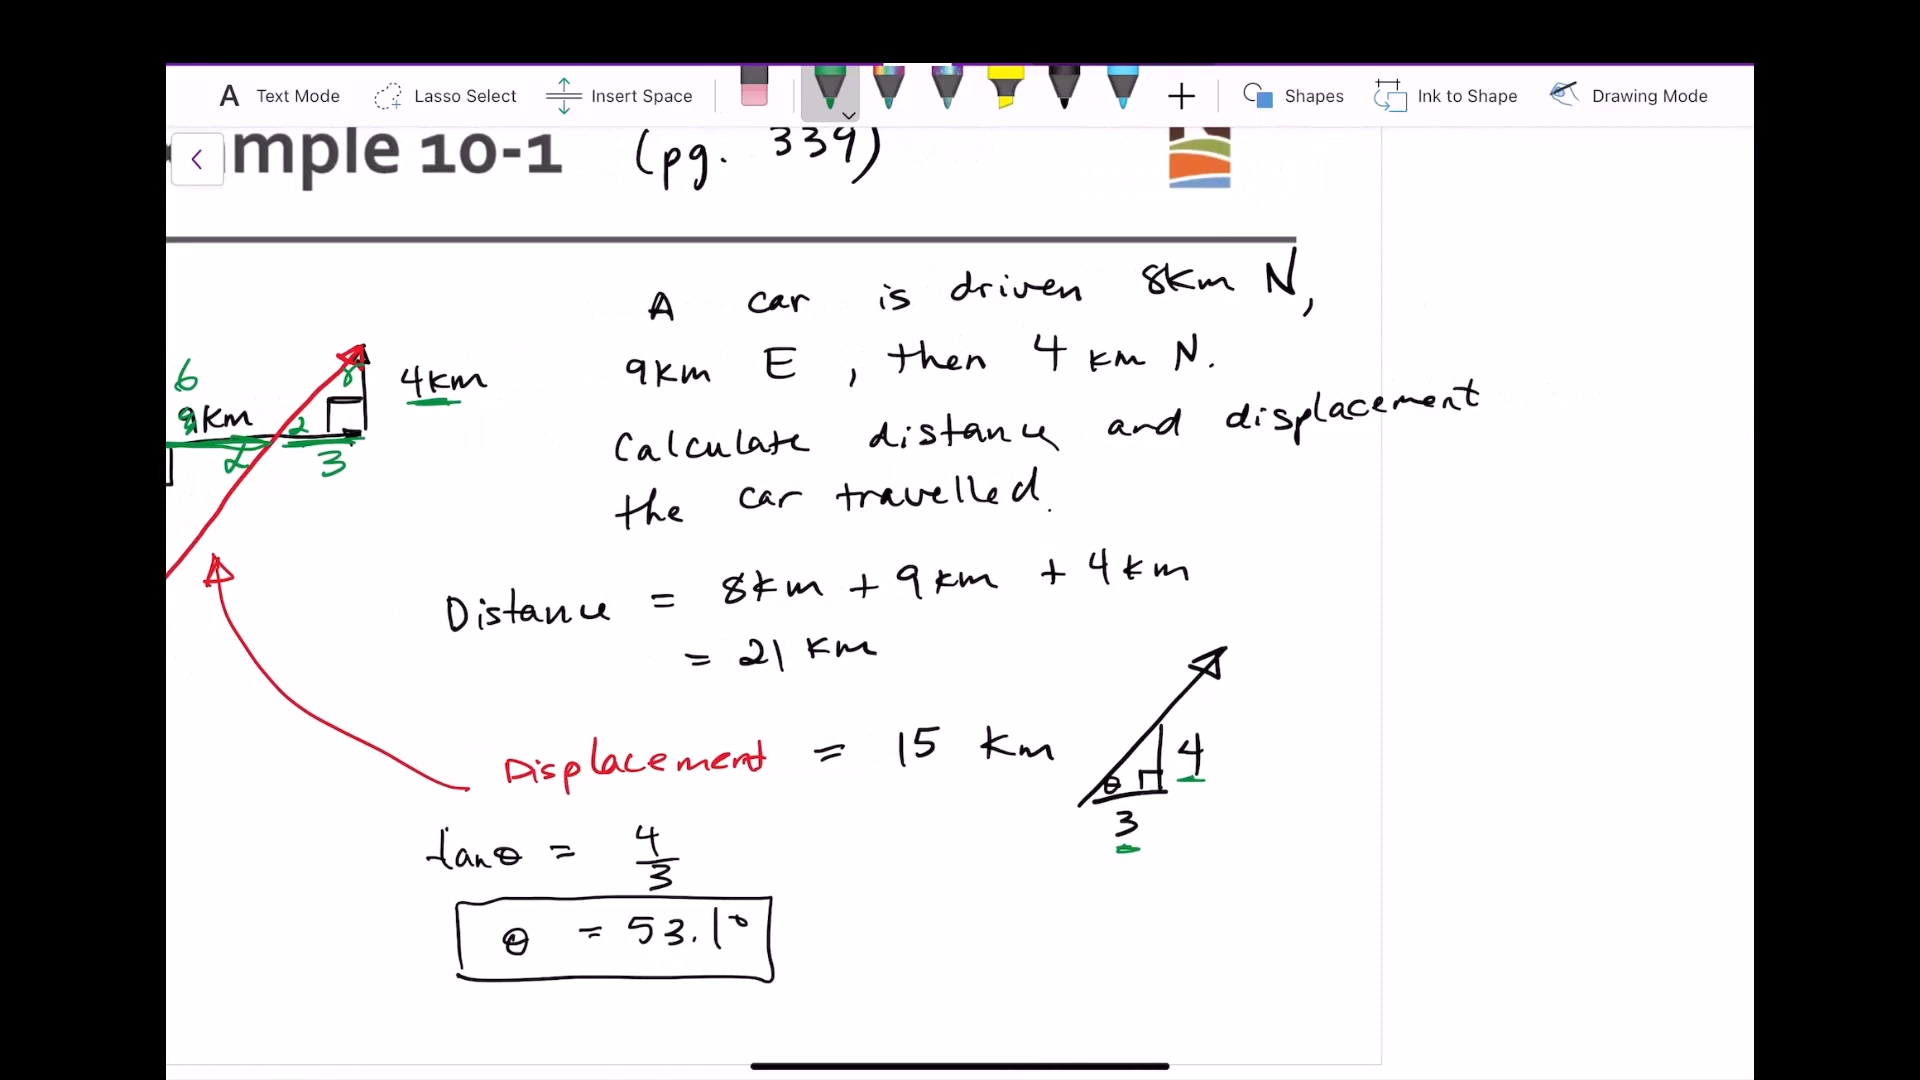 A Text Mode Lasso Select Insert Space Shapes Ink to Shape Drawing Mode
mple 10-1 (pg. 339)
A car is driven 8km N,
9km E, then 4 km N.
Calculate distance and displacement
the car travelled.
6
9km
2
2
3
4km
Distance = 8km + 9km + 4km
= 21 km
Displacement = 15 km
θ
4
3
tanθ = 4/3
θ = 53.1°